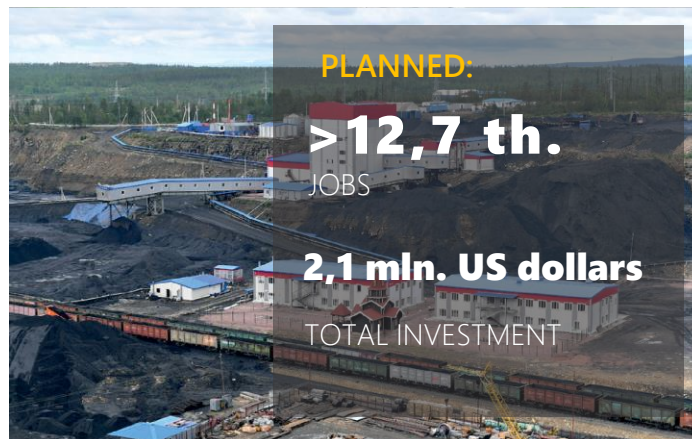 PLANNED:
>12,7 th.
JOBS
2,1 mln. US dollars
TOTAL INVESTMENT